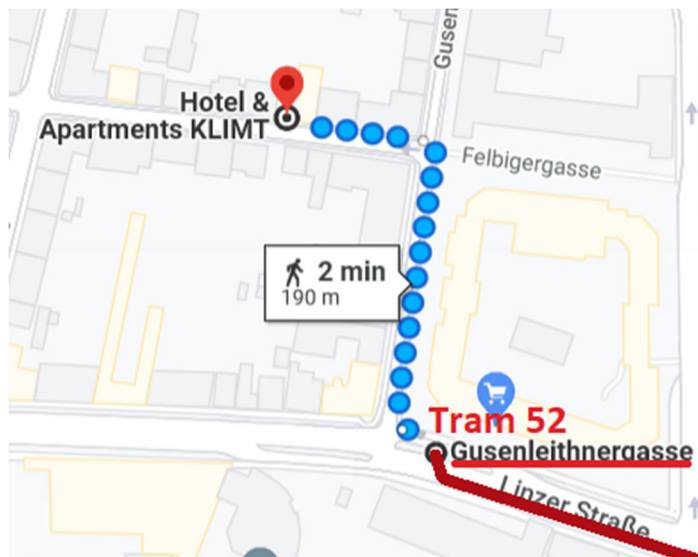 Gusen
Hotel &
Apartments KLIMT
Felbigergasse
2 min
190 m
Tram 52
Gusenleithnergasse
Linzer Straße